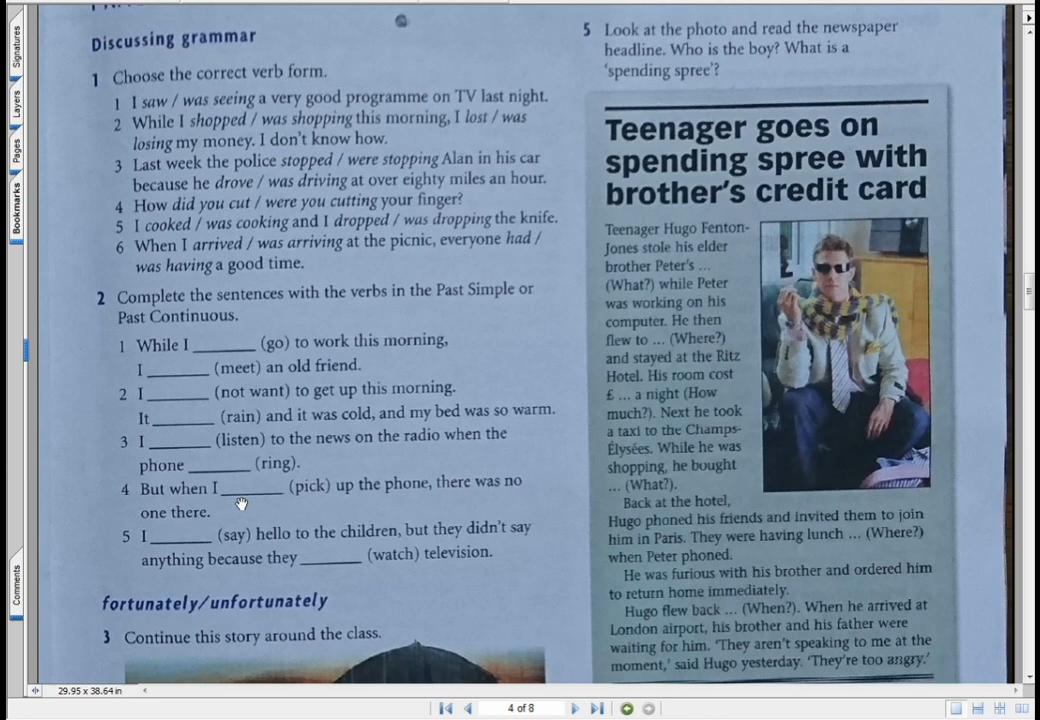 Signatures
Layers
Pages
Bookmarks
Comments
Discussing grammar
1 Choose the correct verb form.
1 I saw / was seeing a very good programme on TV last night.
2 While I shopped / was shopping this morning, I lost / was
losing my money. I don't know how.
3 Last week the police stopped / were stopping Alan in his car
because he drove / was driving at over eighty miles an hour.
4 How did you cut / were you cutting your finger?
5 I cooked / was cooking and I dropped / was dropping the knife.
6 When I arrived / was arriving at the picnic, everyone had /
was having a good time.
2 Complete the sentences with the verbs in the Past Simple or
Past Continuous.
1 While I ______ (go) to work this morning,
I ______ (meet) an old friend.
2 I ______ (not want) to get up this morning.
It ______ (rain) and it was cold, and my bed was so warm.
3 I ______ (listen) to the news on the radio when the
phone ______ (ring).
4 But when I ______ (pick) up the phone, there was no
one there.
5 I ______ (say) hello to the children, but they didn't say
anything because they ______ (watch) television.
fortunately/unfortunately
3 Continue this story around the class.
5 Look at the photo and read the newspaper
headline. Who is the boy? What is a
'spending spree'?
Teenager goes on
spending spree with
brother's credit card
Teenager Hugo Fenton-
Jones stole his elder
brother Peter's ...
(What?) while Peter
was working on his
computer. He then
flew to ... (Where?)
and stayed at the Ritz
Hotel. His room cost
£ ... a night (How
much?). Next he took
a taxi to the Champs-
Élysées. While he was
shopping, he bought
... (What?).
Back at the hotel,
Hugo phoned his friends and invited them to join
him in Paris. They were having lunch ... (Where?)
when Peter phoned.
He was furious with his brother and ordered him
to return home immediately.
Hugo flew back ... (When?). When he arrived at
London airport, his brother and his father were
waiting for him. 'They aren't speaking to me at the
moment,' said Hugo yesterday. 'They're too angry.'
29.95 x 38.64 in
4 of 8